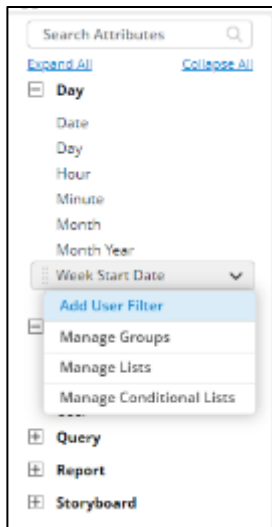 Search Attributes
Expand All Collapse All
Day
Date
Day
Hour
Minute
Month
Month Year
Week Start Date
Add User Filter
Manage Groups
Manage Lists
Manage Conditional Lists
Query
Report
Storyboard